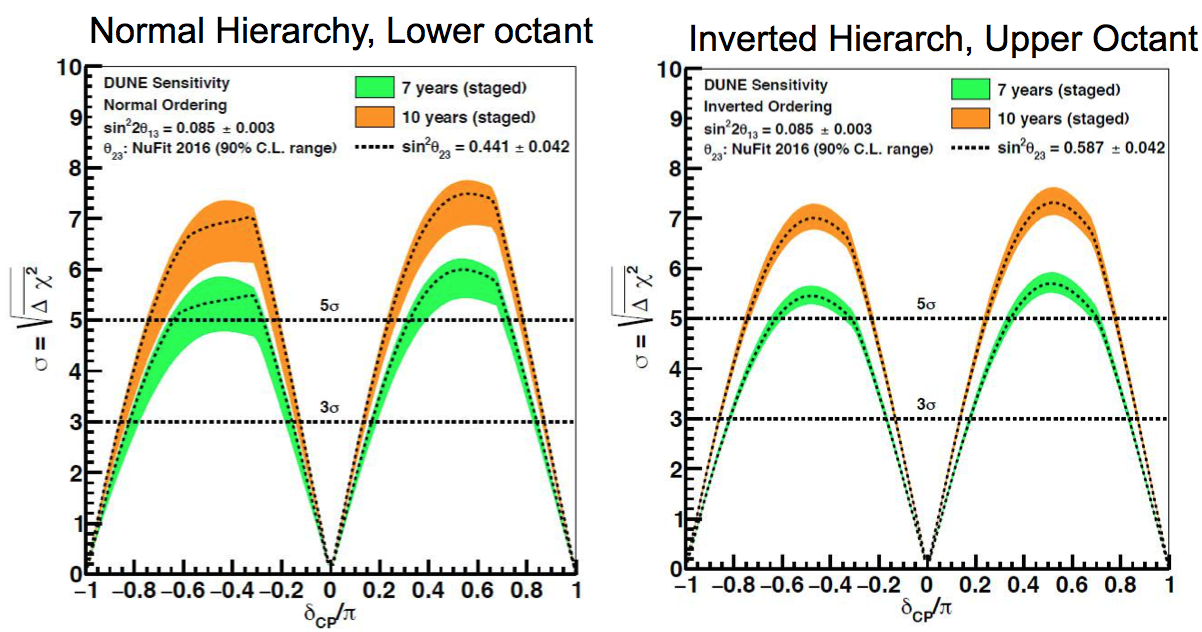 Normal Hierarchy, Lower octant
DUNE Sensitivity
Normal Ordering
sin²2θ₁₃ = 0.085 ± 0.003
θ₂₃: NuFit 2016 (90% C.L. range)
7 years (staged)
10 years (staged)
sin²θ₂₃ = 0.441 ± 0.042
5σ
3σ
σ = √Δχ²
10
9
8
7
6
5
4
3
2
1
0
−1 −0.8 −0.6 −0.4 −0.2 0 0.2 0.4 0.6 0.8 1
δCP/π
Inverted Hierarch, Upper Octant
DUNE Sensitivity
Inverted Ordering
sin²2θ₁₃ = 0.085 ± 0.003
θ₂₃: NuFit 2016 (90% C.L. range)
7 years (staged)
10 years (staged)
sin²θ₂₃ = 0.587 ± 0.042
5σ
3σ
σ = √Δχ²
10
9
8
7
6
5
4
3
2
1
0
−1 −0.8 −0.6 −0.4 −0.2 0 0.2 0.4 0.6 0.8 1
δCP/π